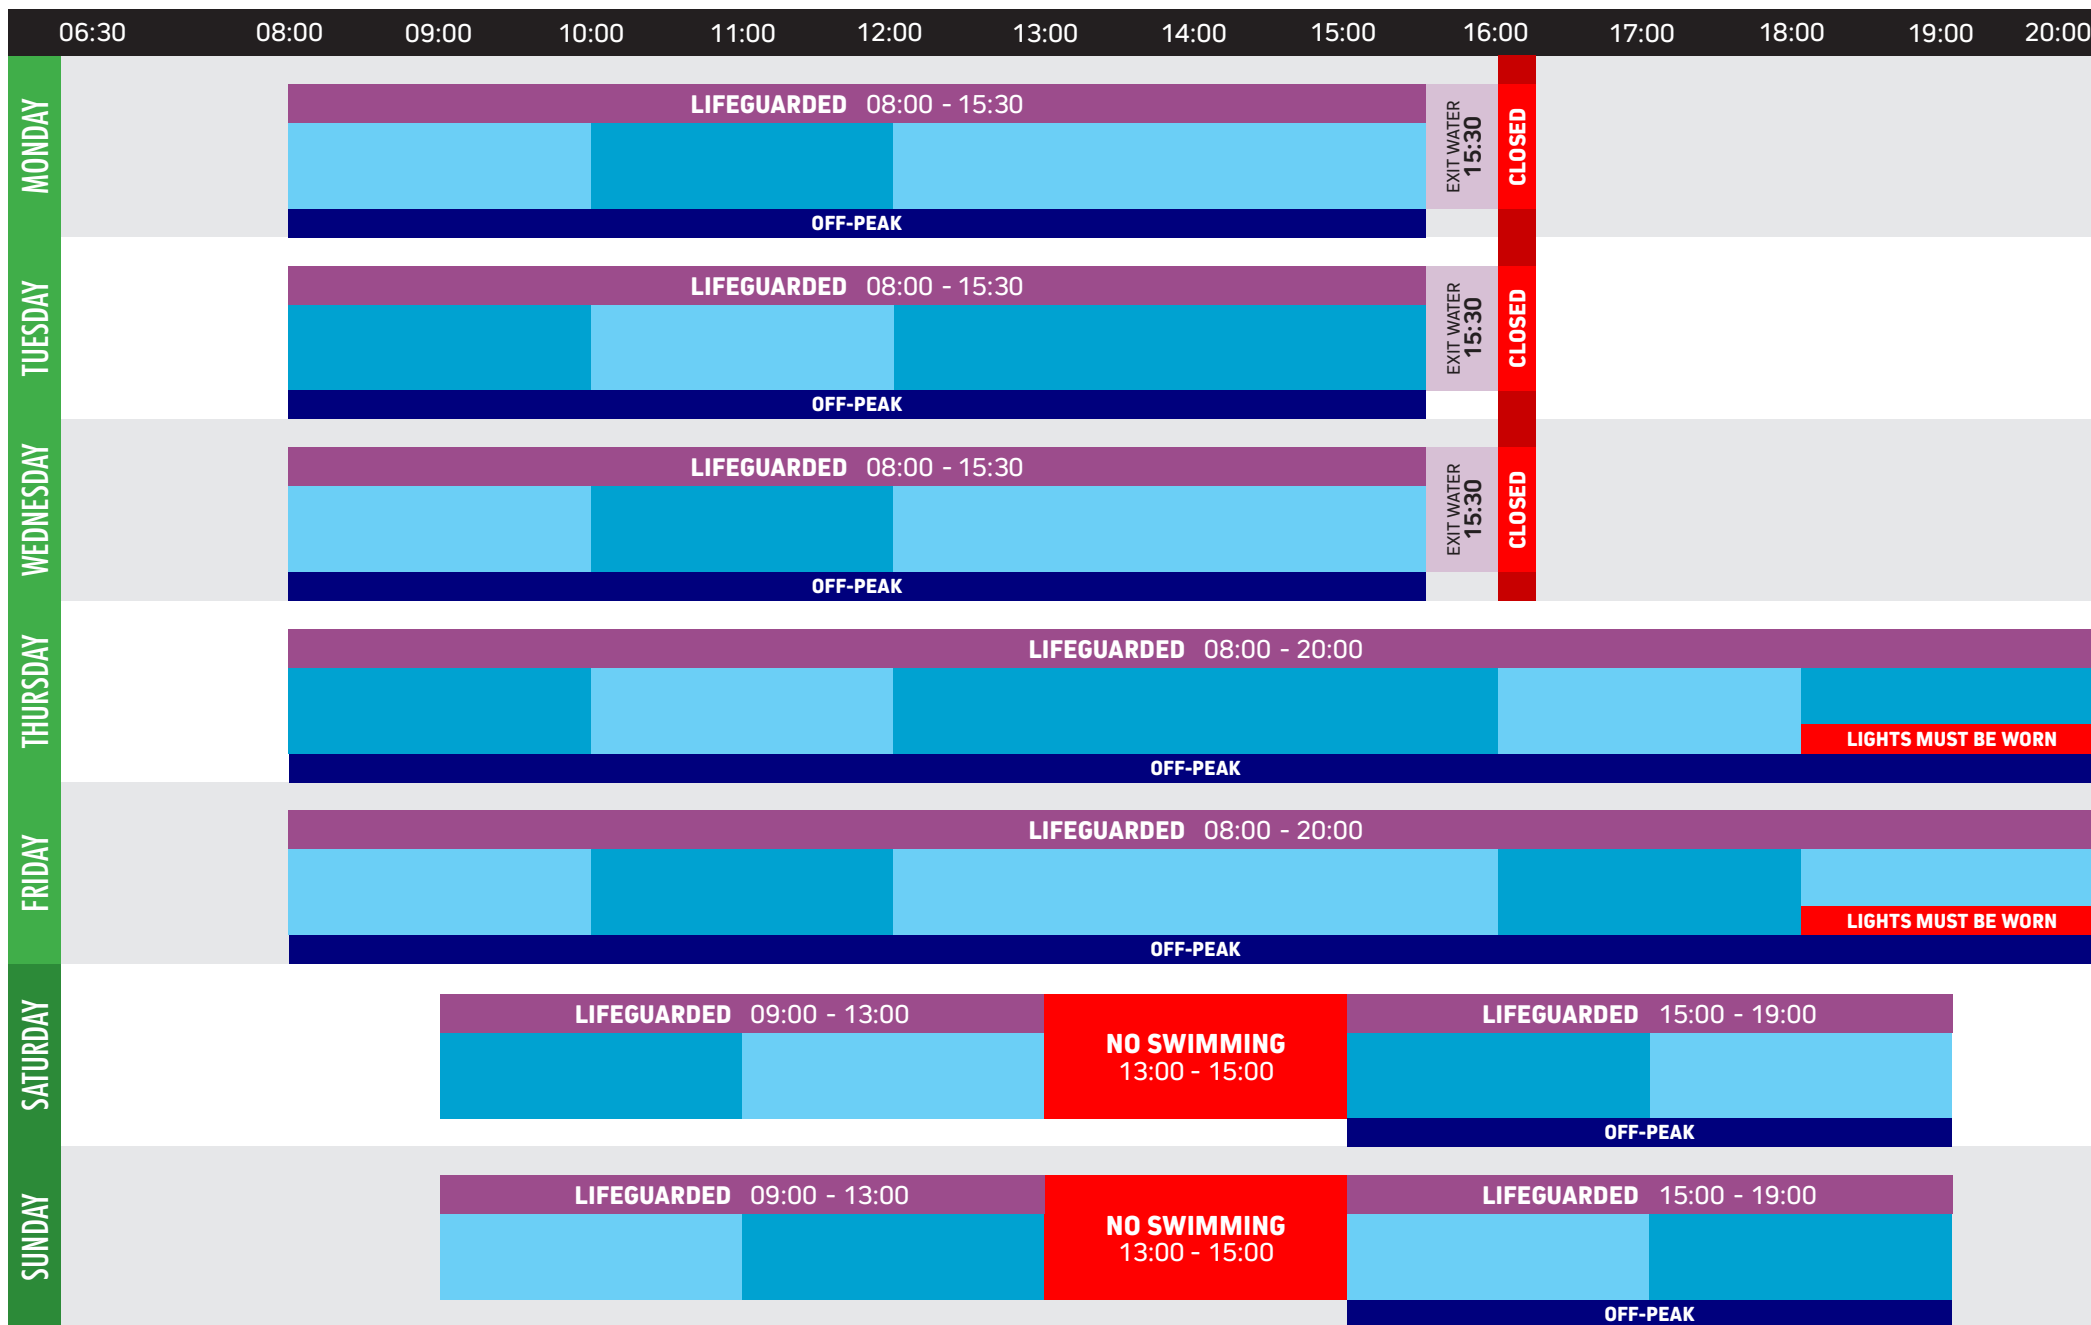 06:30 08:00 09:00 10:00 11:00 12:00 13:00 14:00 15:00 16:00 17:00 18:00 19:00 20:00
MONDAY
LIFEGUARDED 08:00 - 15:30
EXIT WATER
15:30
CLOSED
OFF-PEAK
TUESDAY
LIFEGUARDED 08:00 - 15:30
EXIT WATER
15:30
CLOSED
OFF-PEAK
WEDNESDAY
LIFEGUARDED 08:00 - 15:30
EXIT WATER
15:30
CLOSED
OFF-PEAK
THURSDAY
LIFEGUARDED 08:00 - 20:00
LIGHTS MUST BE WORN
OFF-PEAK
FRIDAY
LIFEGUARDED 08:00 - 20:00
LIGHTS MUST BE WORN
OFF-PEAK
SATURDAY
LIFEGUARDED 09:00 - 13:00
NO SWIMMING
13:00 - 15:00
LIFEGUARDED 15:00 - 19:00
OFF-PEAK
SUNDAY
LIFEGUARDED 09:00 - 13:00
NO SWIMMING
13:00 - 15:00
LIFEGUARDED 15:00 - 19:00
OFF-PEAK